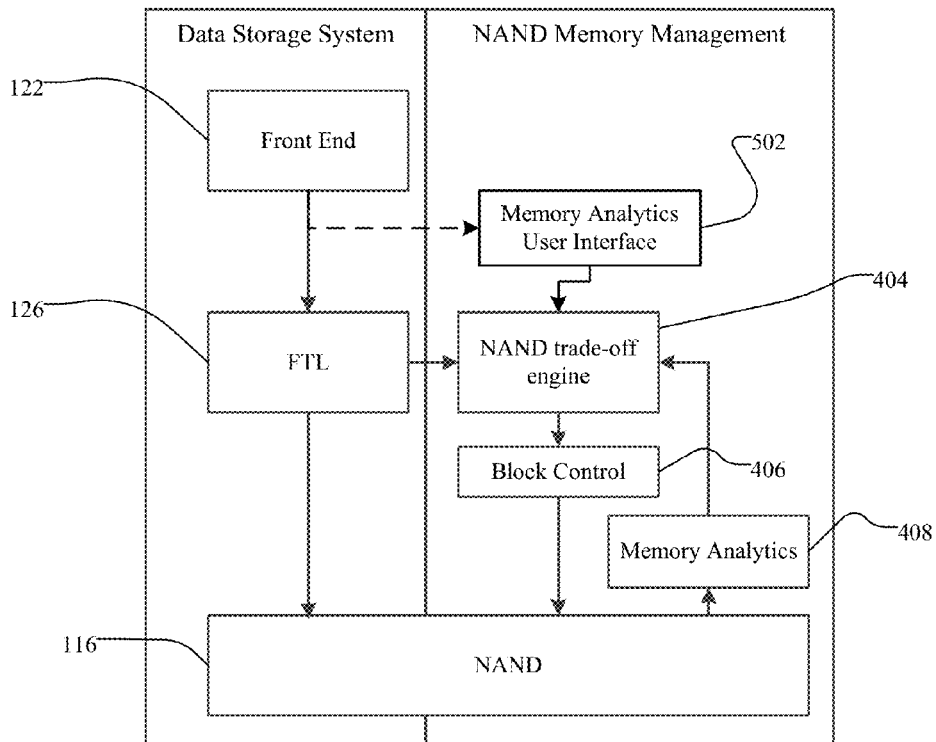 Data Storage System
NAND Memory Management
122
Front End
502
Memory Analytics
User Interface
404
126
FTL
NAND trade-off
engine
Block Control
406
Memory Analytics
408
116
NAND